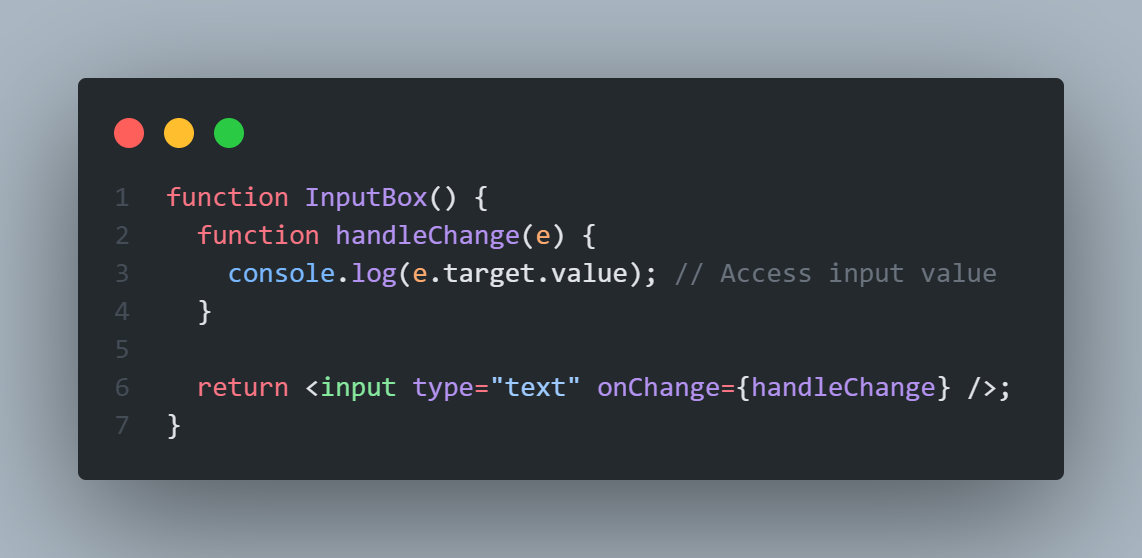 1 function InputBox() {
2   function handleChange(e) {
3     console.log(e.target.value); // Access input value
4   }
5
6   return <input type="text" onChange={handleChange} />;
7 }